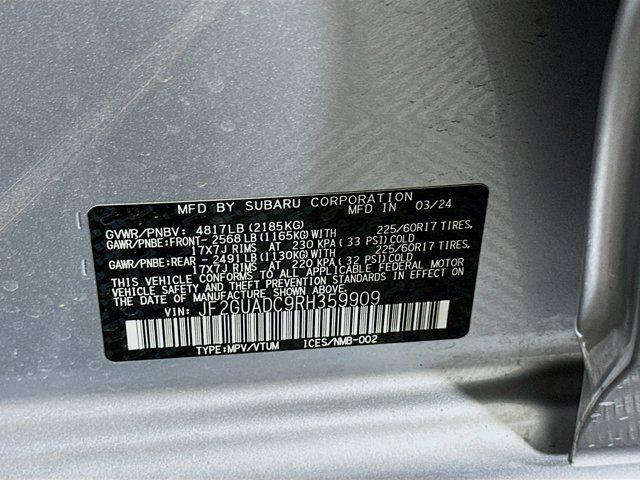 MFD BY SUBARU CORPORATION
MFD IN 03/24
GVWR/PNBV: 4817LB (2185KG)
GAWR/PNBE:FRONT-2568LB(1165KG)WITH 225/60R17 TIRES,
17X7J RIMS AT 230 KPA ( 33 PSI)COLD
GAWR/PNBE:REAR -2491LB(1130KG)WITH 225/60R17 TIRES,
17X7J RIMS AT 220 KPA ( 32 PSI)COLD
THIS VEHICLE CONFORMS TO ALL APPLICABLE FEDERAL MOTOR
VEHICLE SAFETY AND THEFT PREVENTION STANDARDS IN
EFFECT ON THE DATE OF MANUFACTURE SHOWN ABOVE.
VIN: JF2GUADC9RH359909
TYPE:MPV/VTUM ICES/NMB-002